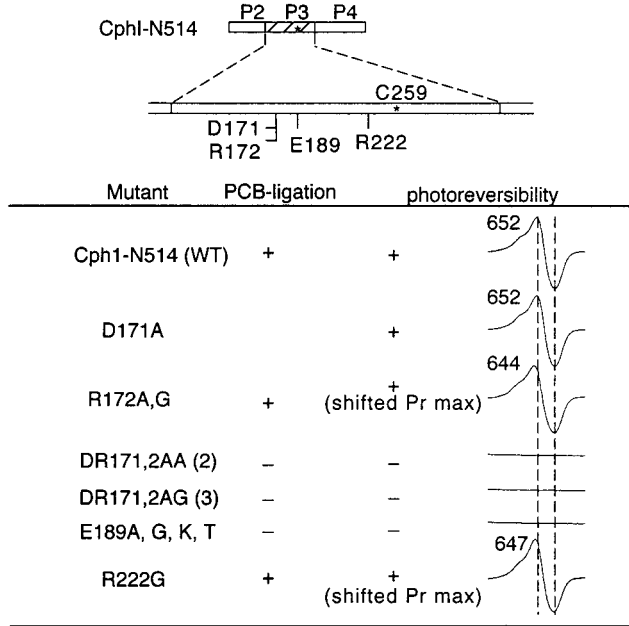 P2 P3 P4
CphI-N514
*
C259
*
D171
R172 E189 R222
Mutant PCB-ligation photoreversibility
652
Cph1-N514 (WT) + +
652
D171A +
644
R172A,G + +
(shifted Pr max)
DR171,2AA (2) – –
DR171,2AG (3) – –
E189A, G, K, T – –
647
R222G + +
(shifted Pr max)